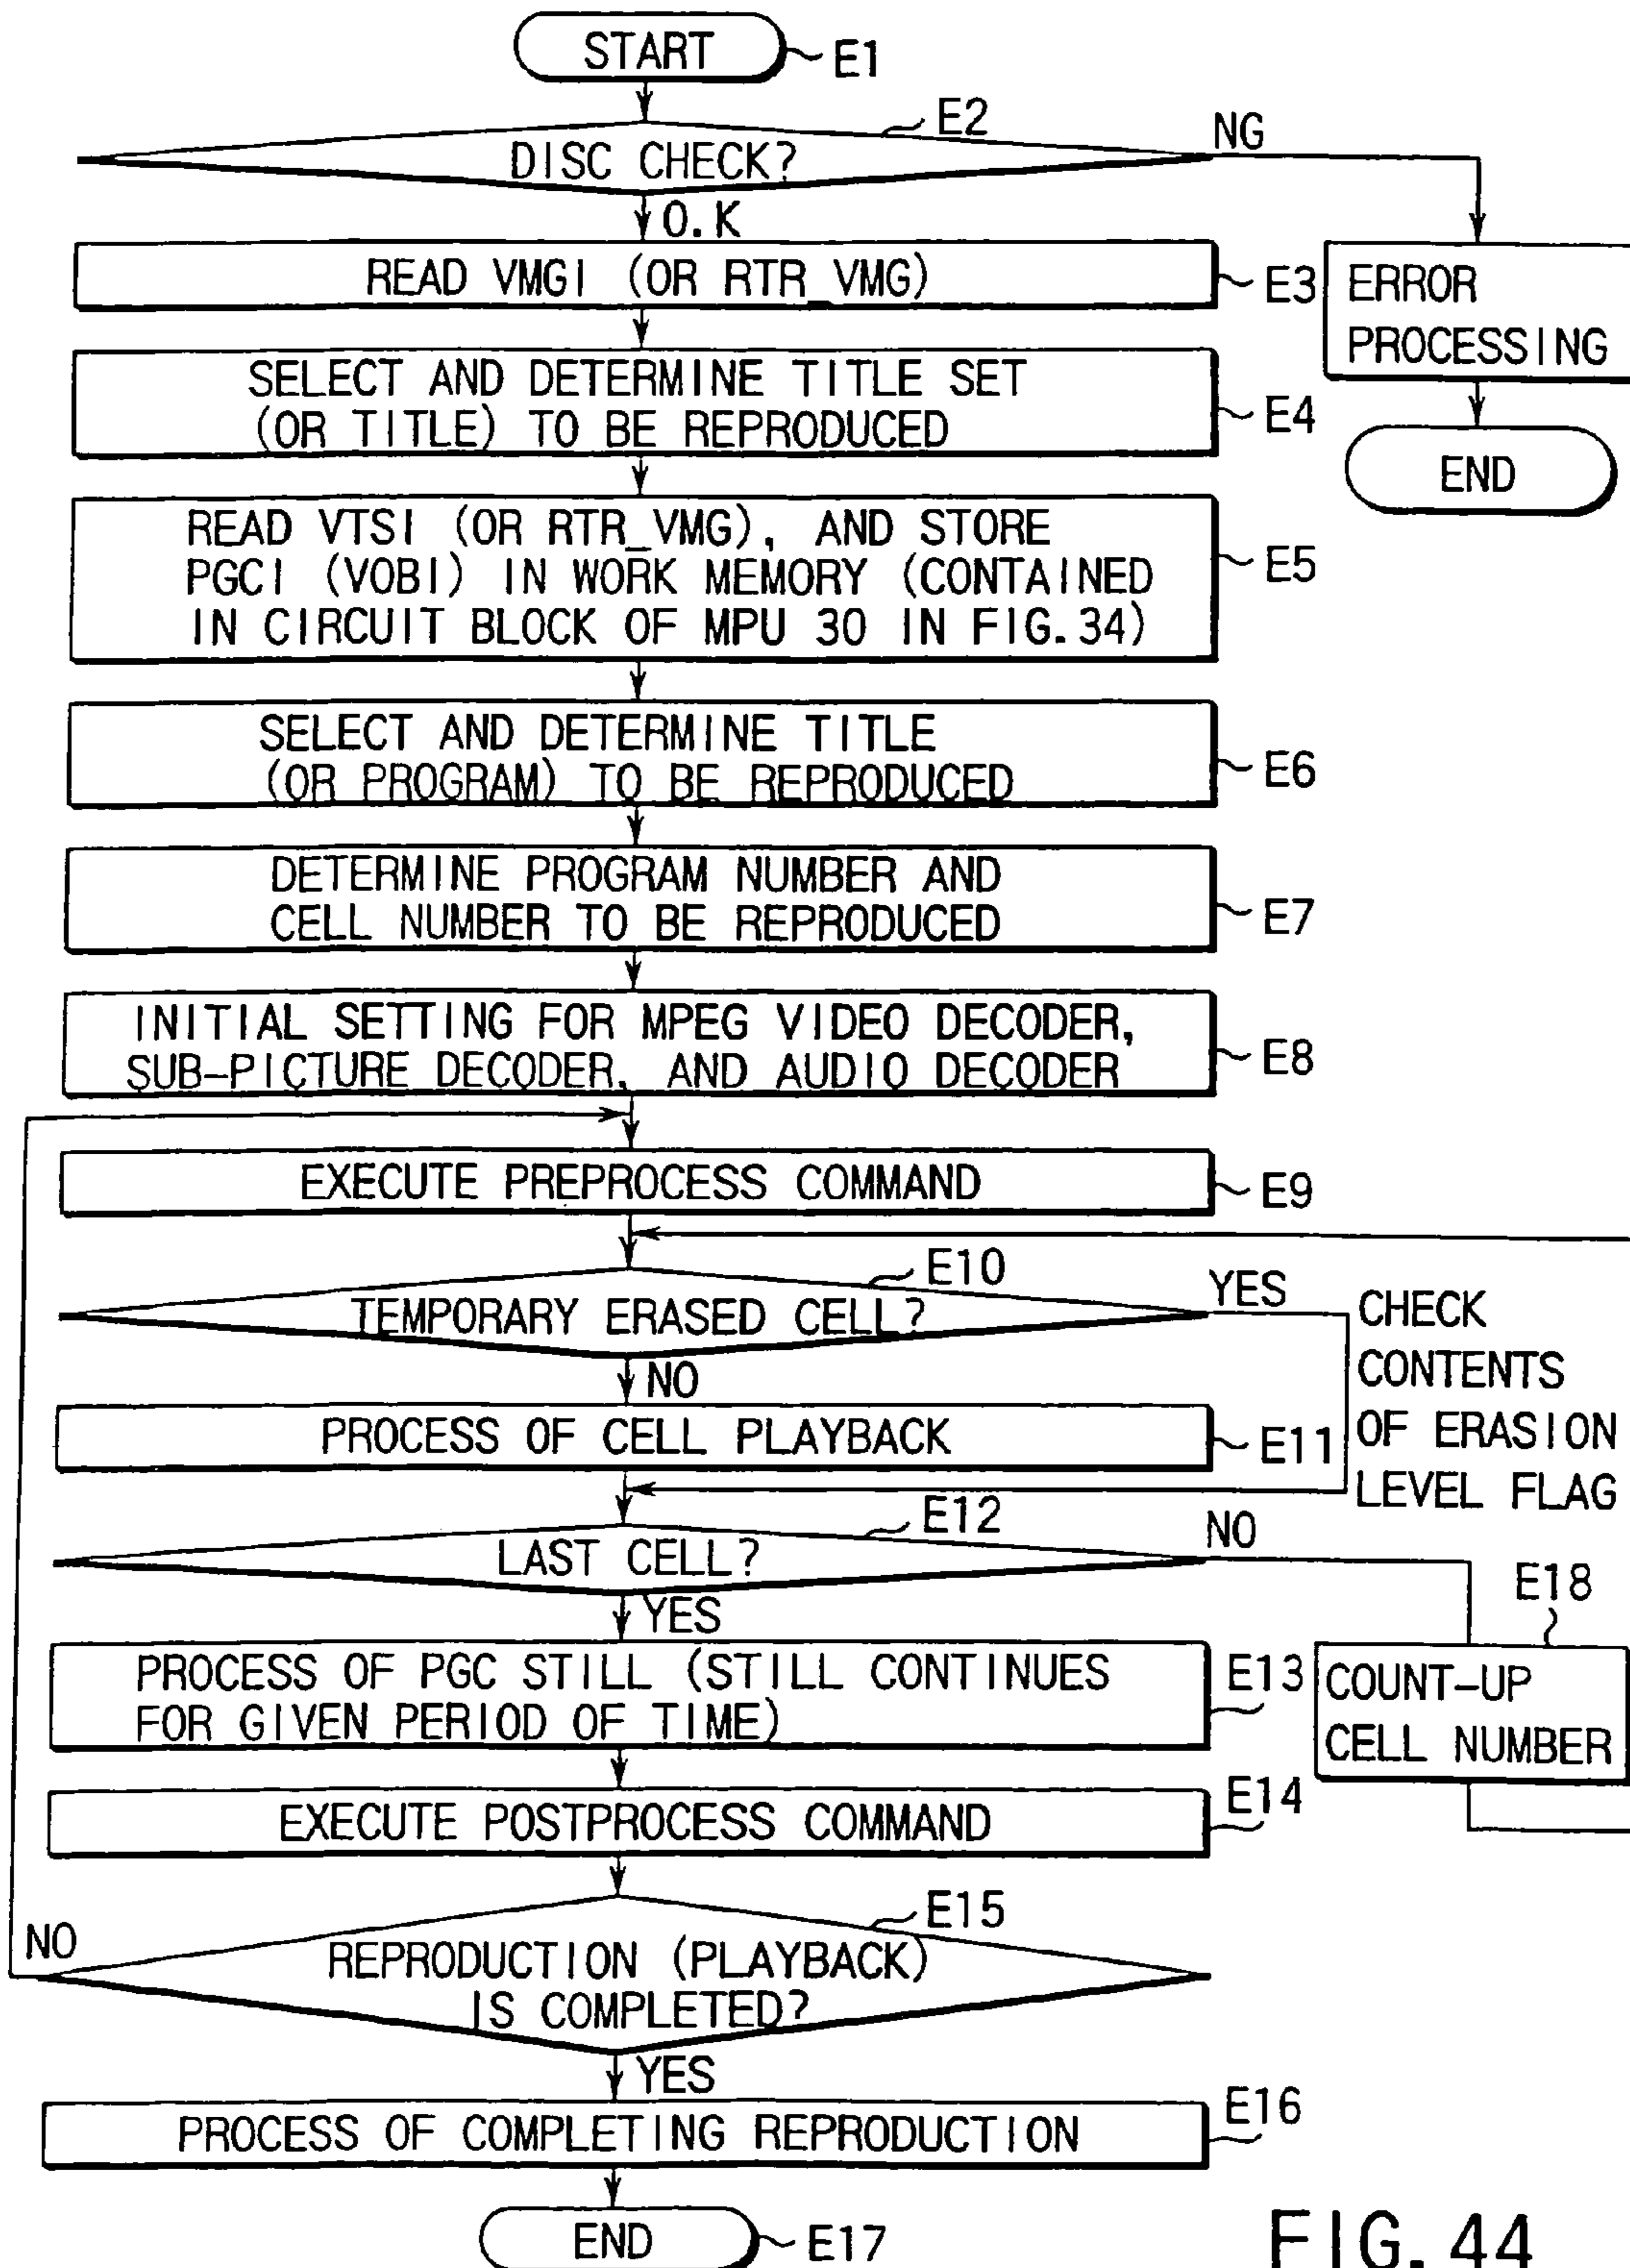 START
E1
E2
NG
DISC CHECK?
O.K
READ VMGI (OR RTR_VMG)
E3
ERROR
PROCESSING
END
SELECT AND DETERMINE TITLE SET
(OR TITLE) TO BE REPRODUCED
E4
READ VTSI (OR RTR_VMG), AND STORE
PGCI (VOBI) IN WORK MEMORY (CONTAINED
IN CIRCUIT BLOCK OF MPU 30 IN FIG.34)
E5
SELECT AND DETERMINE TITLE
(OR PROGRAM) TO BE REPRODUCED
E6
DETERMINE PROGRAM NUMBER AND
CELL NUMBER TO BE REPRODUCED
E7
INITIAL SETTING FOR MPEG VIDEO DECODER,
SUB-PICTURE DECODER, AND AUDIO DECODER
E8
EXECUTE PREPROCESS COMMAND
E9
E10
YES
TEMPORARY ERASED CELL?
NO
CHECK
CONTENTS
OF ERASION
LEVEL FLAG
PROCESS OF CELL PLAYBACK
E11
E12
NO
LAST CELL?
YES
E18
COUNT-UP
CELL NUMBER
PROCESS OF PGC STILL (STILL CONTINUES
FOR GIVEN PERIOD OF TIME)
E13
EXECUTE POSTPROCESS COMMAND
E14
E15
NO
REPRODUCTION (PLAYBACK)
IS COMPLETED?
YES
PROCESS OF COMPLETING REPRODUCTION
E16
END
E17
FIG. 44